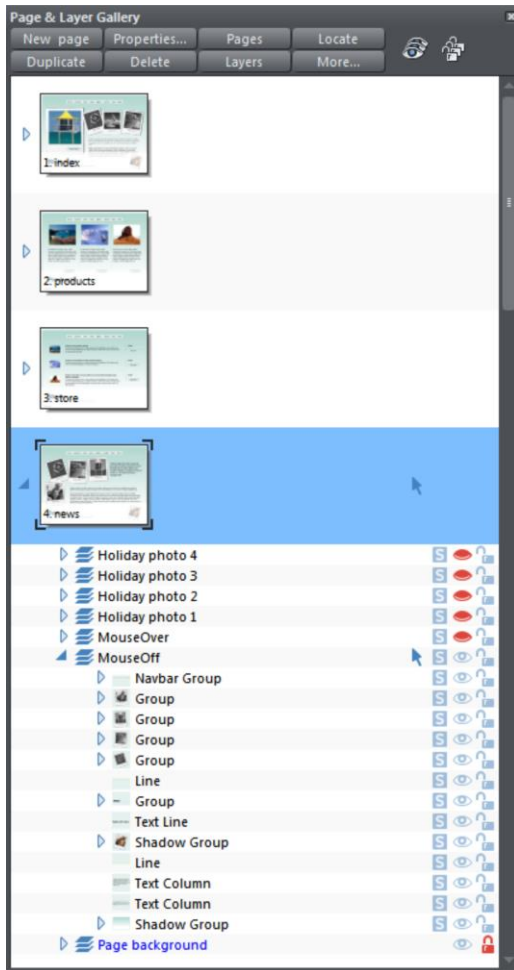 Page & Layer Gallery
New page Properties... Pages Locate
Duplicate Delete Layers More...
1: index
2: products
3: store
4: news
Holiday photo 4 S
Holiday photo 3 S
Holiday photo 2 S
Holiday photo 1 S
MouseOver S
MouseOff S
Navbar Group S
Group S
Group S
Group S
Group S
Line S
Group S
Text Line S
Shadow Group S
Line S
Text Column S
Text Column S
Shadow Group S
Page background